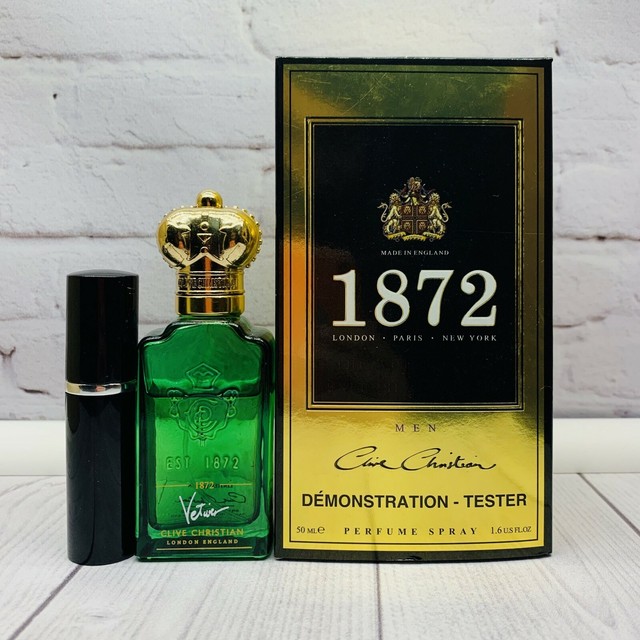 MADE IN ENGLAND
1872
LONDON · PARIS · NEW YORK
MEN
Clive Christian
DÉMONSTRATION - TESTER
50 ML℮ PERFUME SPRAY 1.6 US FL OZ
EST 1872
1872
CLIVE CHRISTIAN
LONDON ENGLAND